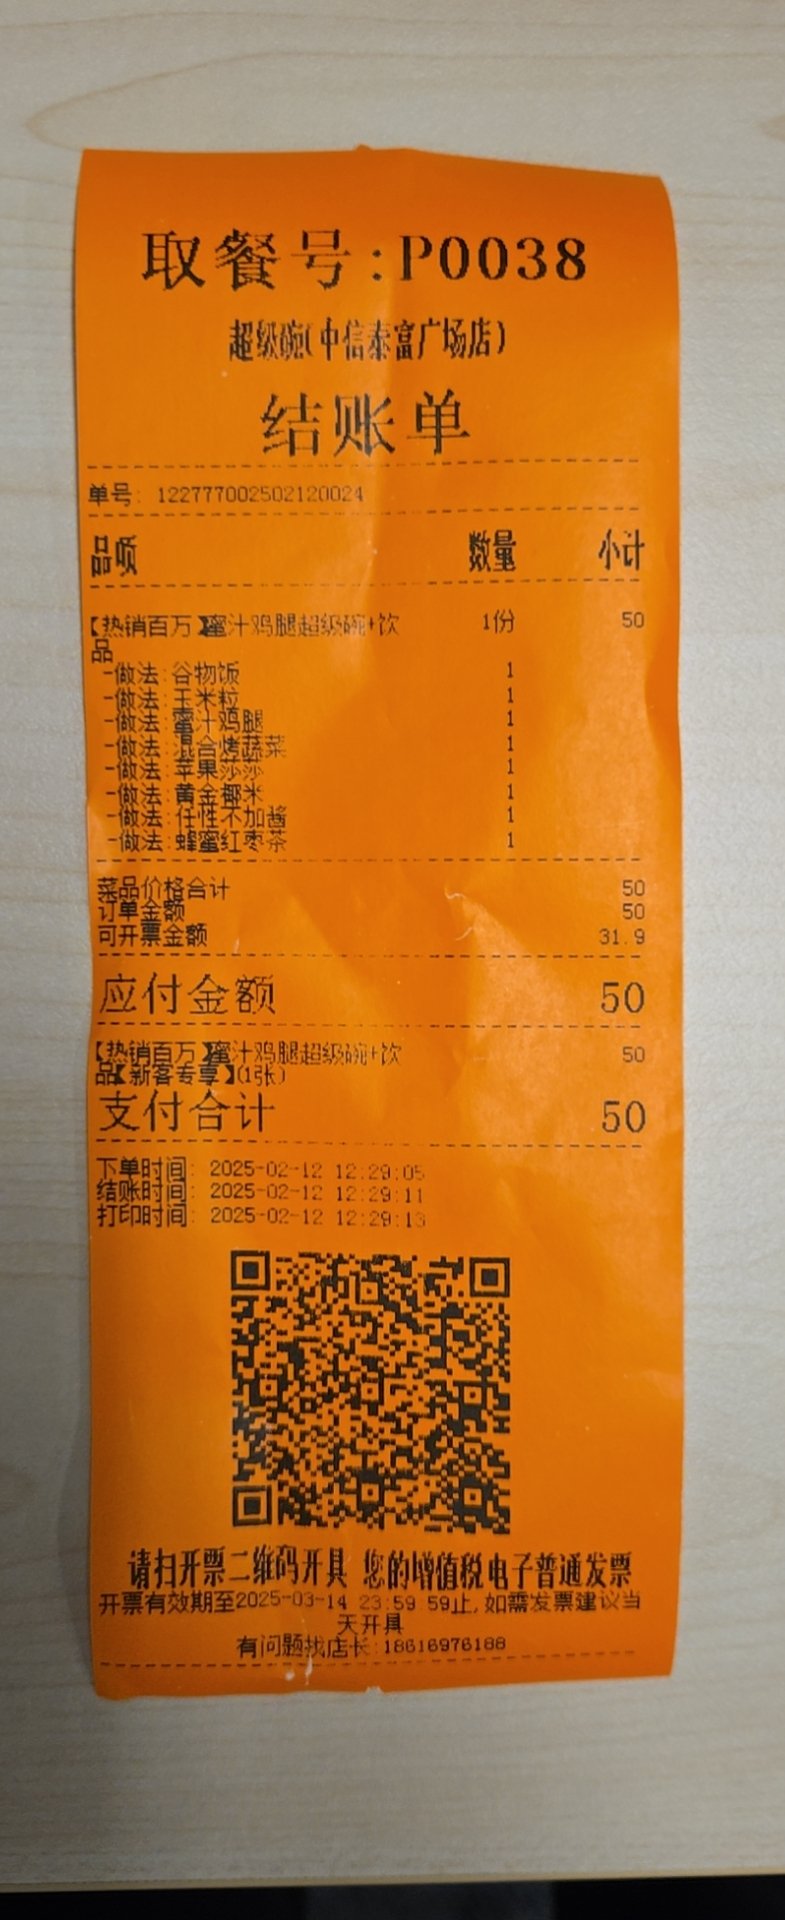 取餐号:P0038
超级碗(中信泰富广场店)
结账单
单号: 122777002502120024
品项 数量 小计
【热销百万】蜜汁鸡腿超级碗+饮 1份 50
品
-做法:谷物饭 1
-做法:玉米粒 1
-做法:蜜汁鸡腿 1
-做法:混合烤蔬菜 1
-做法:苹果莎莎 1
-做法:黄金椰米 1
-做法:任性不加酱 1
-做法:蜂蜜红枣茶 1
菜品价格合计 50
订单金额 50
可开票金额 31.9
应付金额 50
【热销百万】蜜汁鸡腿超级碗+饮 50
品【新客专享】(1张)
支付合计 50
下单时间: 2025-02-12 12:29:05
结账时间: 2025-02-12 12:29:11
打印时间: 2025-02-12 12:29:13
请扫开票二维码开具 您的增值税电子普通发票
开票有效期至2025-03-14 23:59:59止,如需发票建议当
天开具
有问题找店长:18616976188